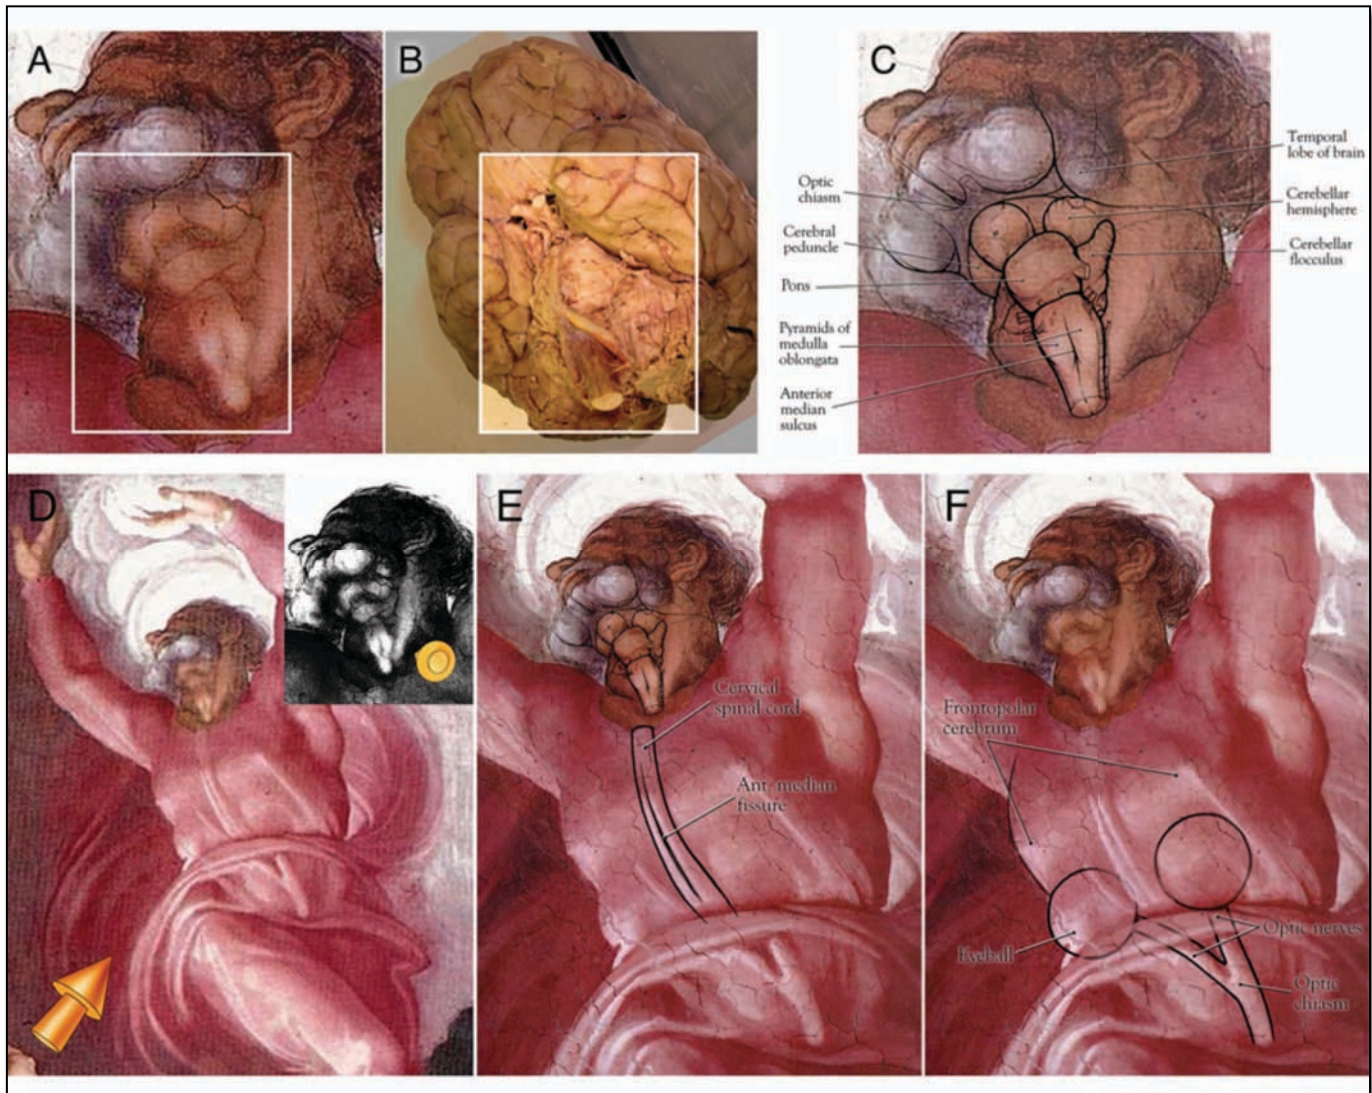 A
B
C
Optic
chiasm
Cerebral
peduncle
Pons
Pyramids of
medulla
oblongata
Anterior
median
sulcus
Temporal
lobe of brain
Cerebellar
hemisphere
Cerebellar
flocculus
D
E
Cervical
spinal cord
Ant. median
fissure
F
Frontopolar
cerebrum
Eyeball
Optic nerves
Optic
chiasm